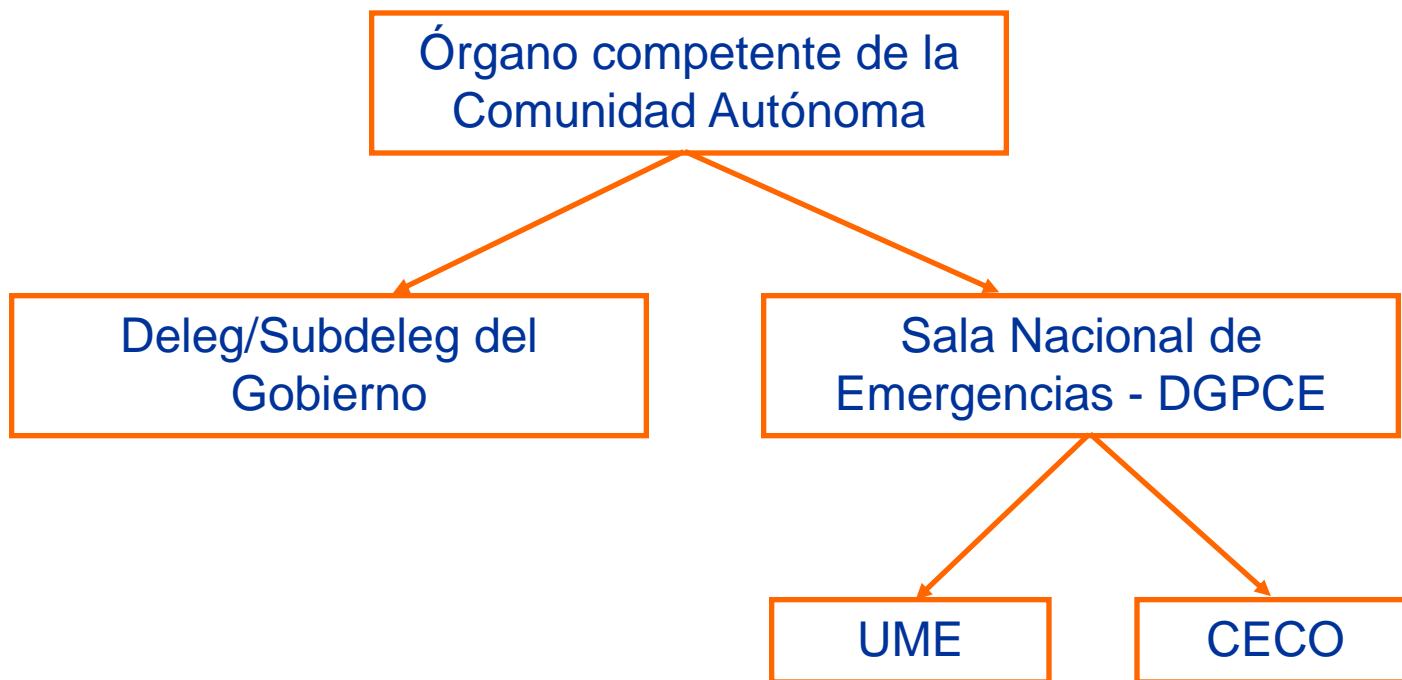 Órgano competente de la
Comunidad Autónoma
Deleg/Subdeleg del
Gobierno
Sala Nacional de
Emergencias - DGPCE
UME
CECO